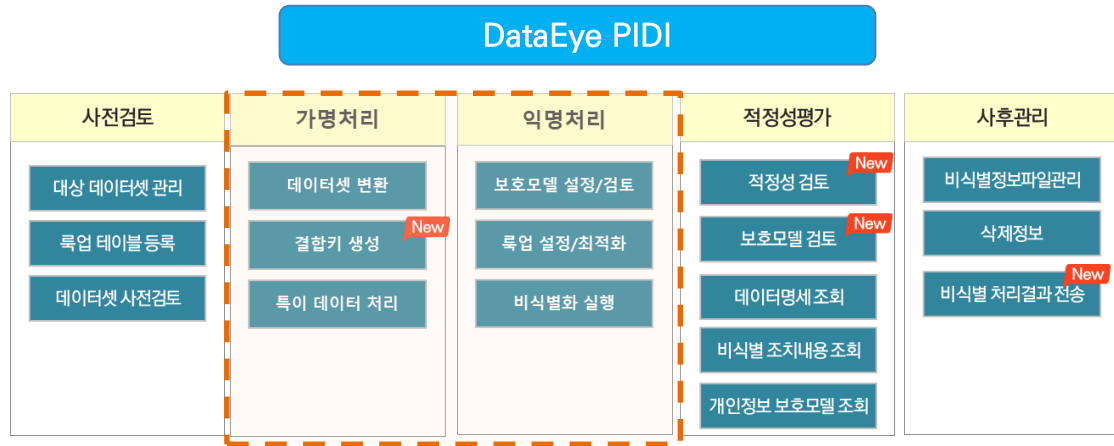 DataEye PIDI
사전검토
대상 데이터셋 관리
룩업 테이블 등록
데이터셋 사전검토
가명처리
데이터셋 변환
결합키 생성
New
특이 데이터 처리
익명처리
보호모델 설정/검토
룩업 설정/최적화
비식별화 실행
적정성평가
적정성 검토
New
보호모델 검토
New
데이터명세 조회
비식별 조치내용 조회
개인정보 보호모델 조회
사후관리
비식별정보파일관리
삭제정보
비식별 처리결과 전송
New